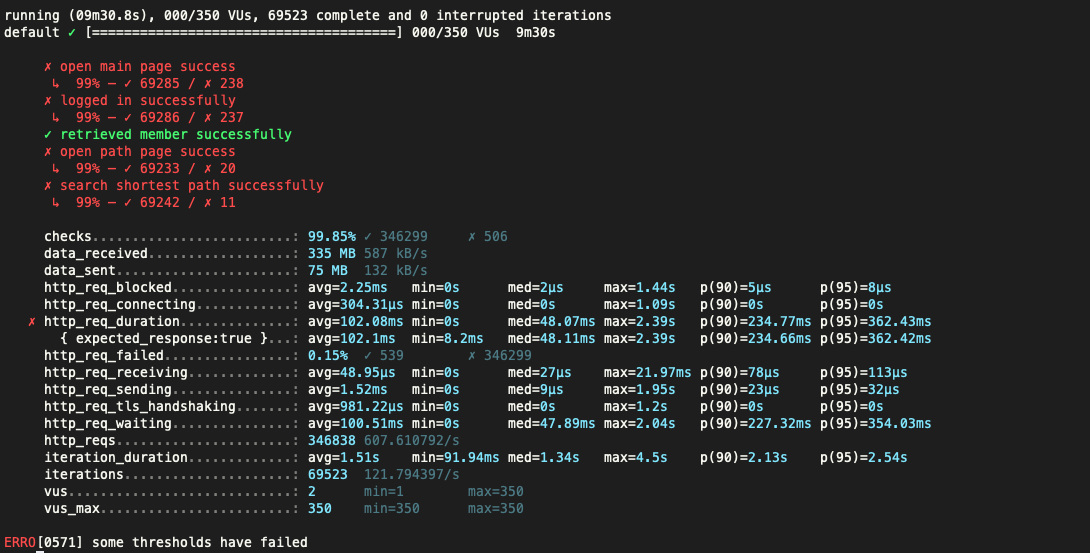 running (09m30.8s), 000/350 VUs, 69523 complete and 0 interrupted iterations
default ✓ [======================================] 000/350 VUs  9m30s
✗ open main page success
↳  99% — ✓ 69285 / ✗ 238
✗ logged in successfully
↳  99% — ✓ 69286 / ✗ 237
✓ retrieved member successfully
✗ open path page success
↳  99% — ✓ 69233 / ✗ 20
✗ search shortest path successfully
↳  99% — ✓ 69242 / ✗ 11
checks.........................: 99.85% ✓ 346299     ✗ 506
data_received..................: 335 MB 587 kB/s
data_sent......................: 75 MB  132 kB/s
http_req_blocked...............: avg=2.25ms   min=0s      med=2µs     max=1.44s   p(90)=5µs      p(95)=8µs
http_req_connecting............: avg=304.31µs min=0s      med=0s      max=1.09s   p(90)=0s       p(95)=0s
✗ http_req_duration..............: avg=102.08ms min=0s      med=48.07ms max=2.39s   p(90)=234.77ms p(95)=362.43ms
{ expected_response:true }...: avg=102.1ms  min=8.2ms   med=48.11ms max=2.39s   p(90)=234.66ms p(95)=362.42ms
http_req_failed................: 0.15%  ✓ 539        ✗ 346299
http_req_receiving.............: avg=48.95µs  min=0s      med=27µs    max=21.97ms p(90)=78µs     p(95)=113µs
http_req_sending...............: avg=1.52ms   min=0s      med=9µs     max=1.95s   p(90)=23µs     p(95)=32µs
http_req_tls_handshaking.......: avg=981.22µs min=0s      med=0s      max=1.2s    p(90)=0s       p(95)=0s
http_req_waiting...............: avg=100.51ms min=0s      med=47.89ms max=2.04s   p(90)=227.32ms p(95)=354.03ms
http_reqs......................: 346838 607.610792/s
iteration_duration.............: avg=1.51s    min=91.94ms med=1.34s   max=4.5s    p(90)=2.13s    p(95)=2.54s
iterations.....................: 69523  121.794397/s
vus............................: 2      min=1        max=350
vus_max........................: 350    min=350      max=350
ERRO[0571] some thresholds have failed